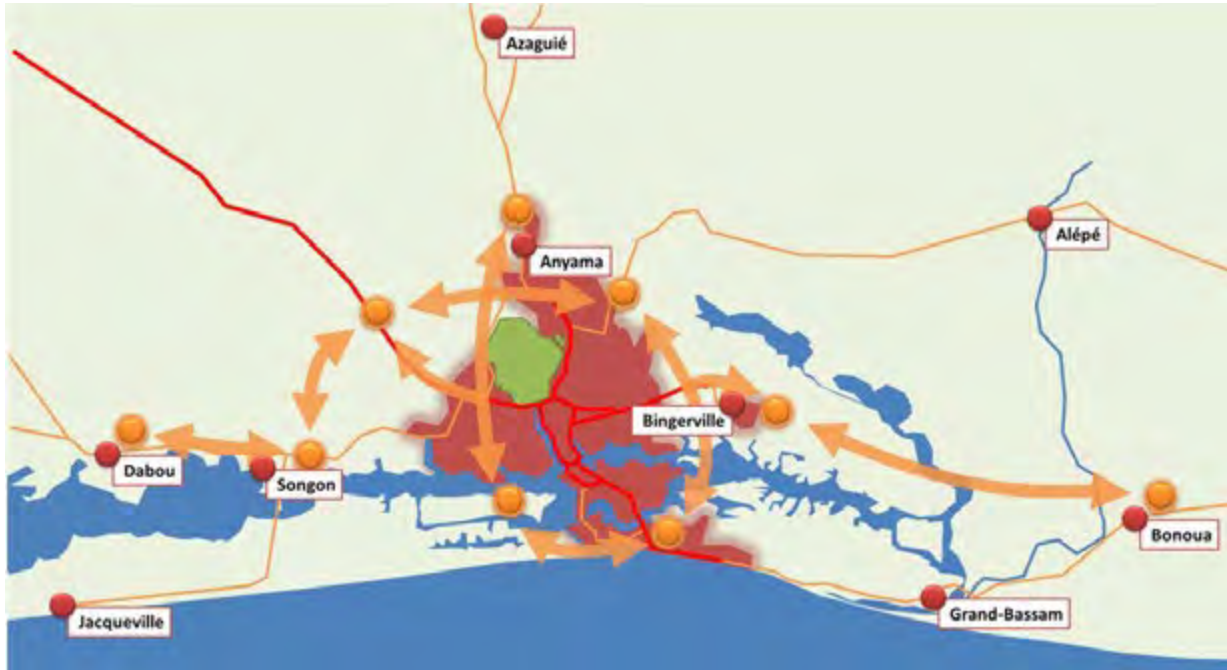 Azaguié
Alépé
Anyama
Bingerville
Dabou
Songon
Bonoua
Grand-Bassam
Jacqueville